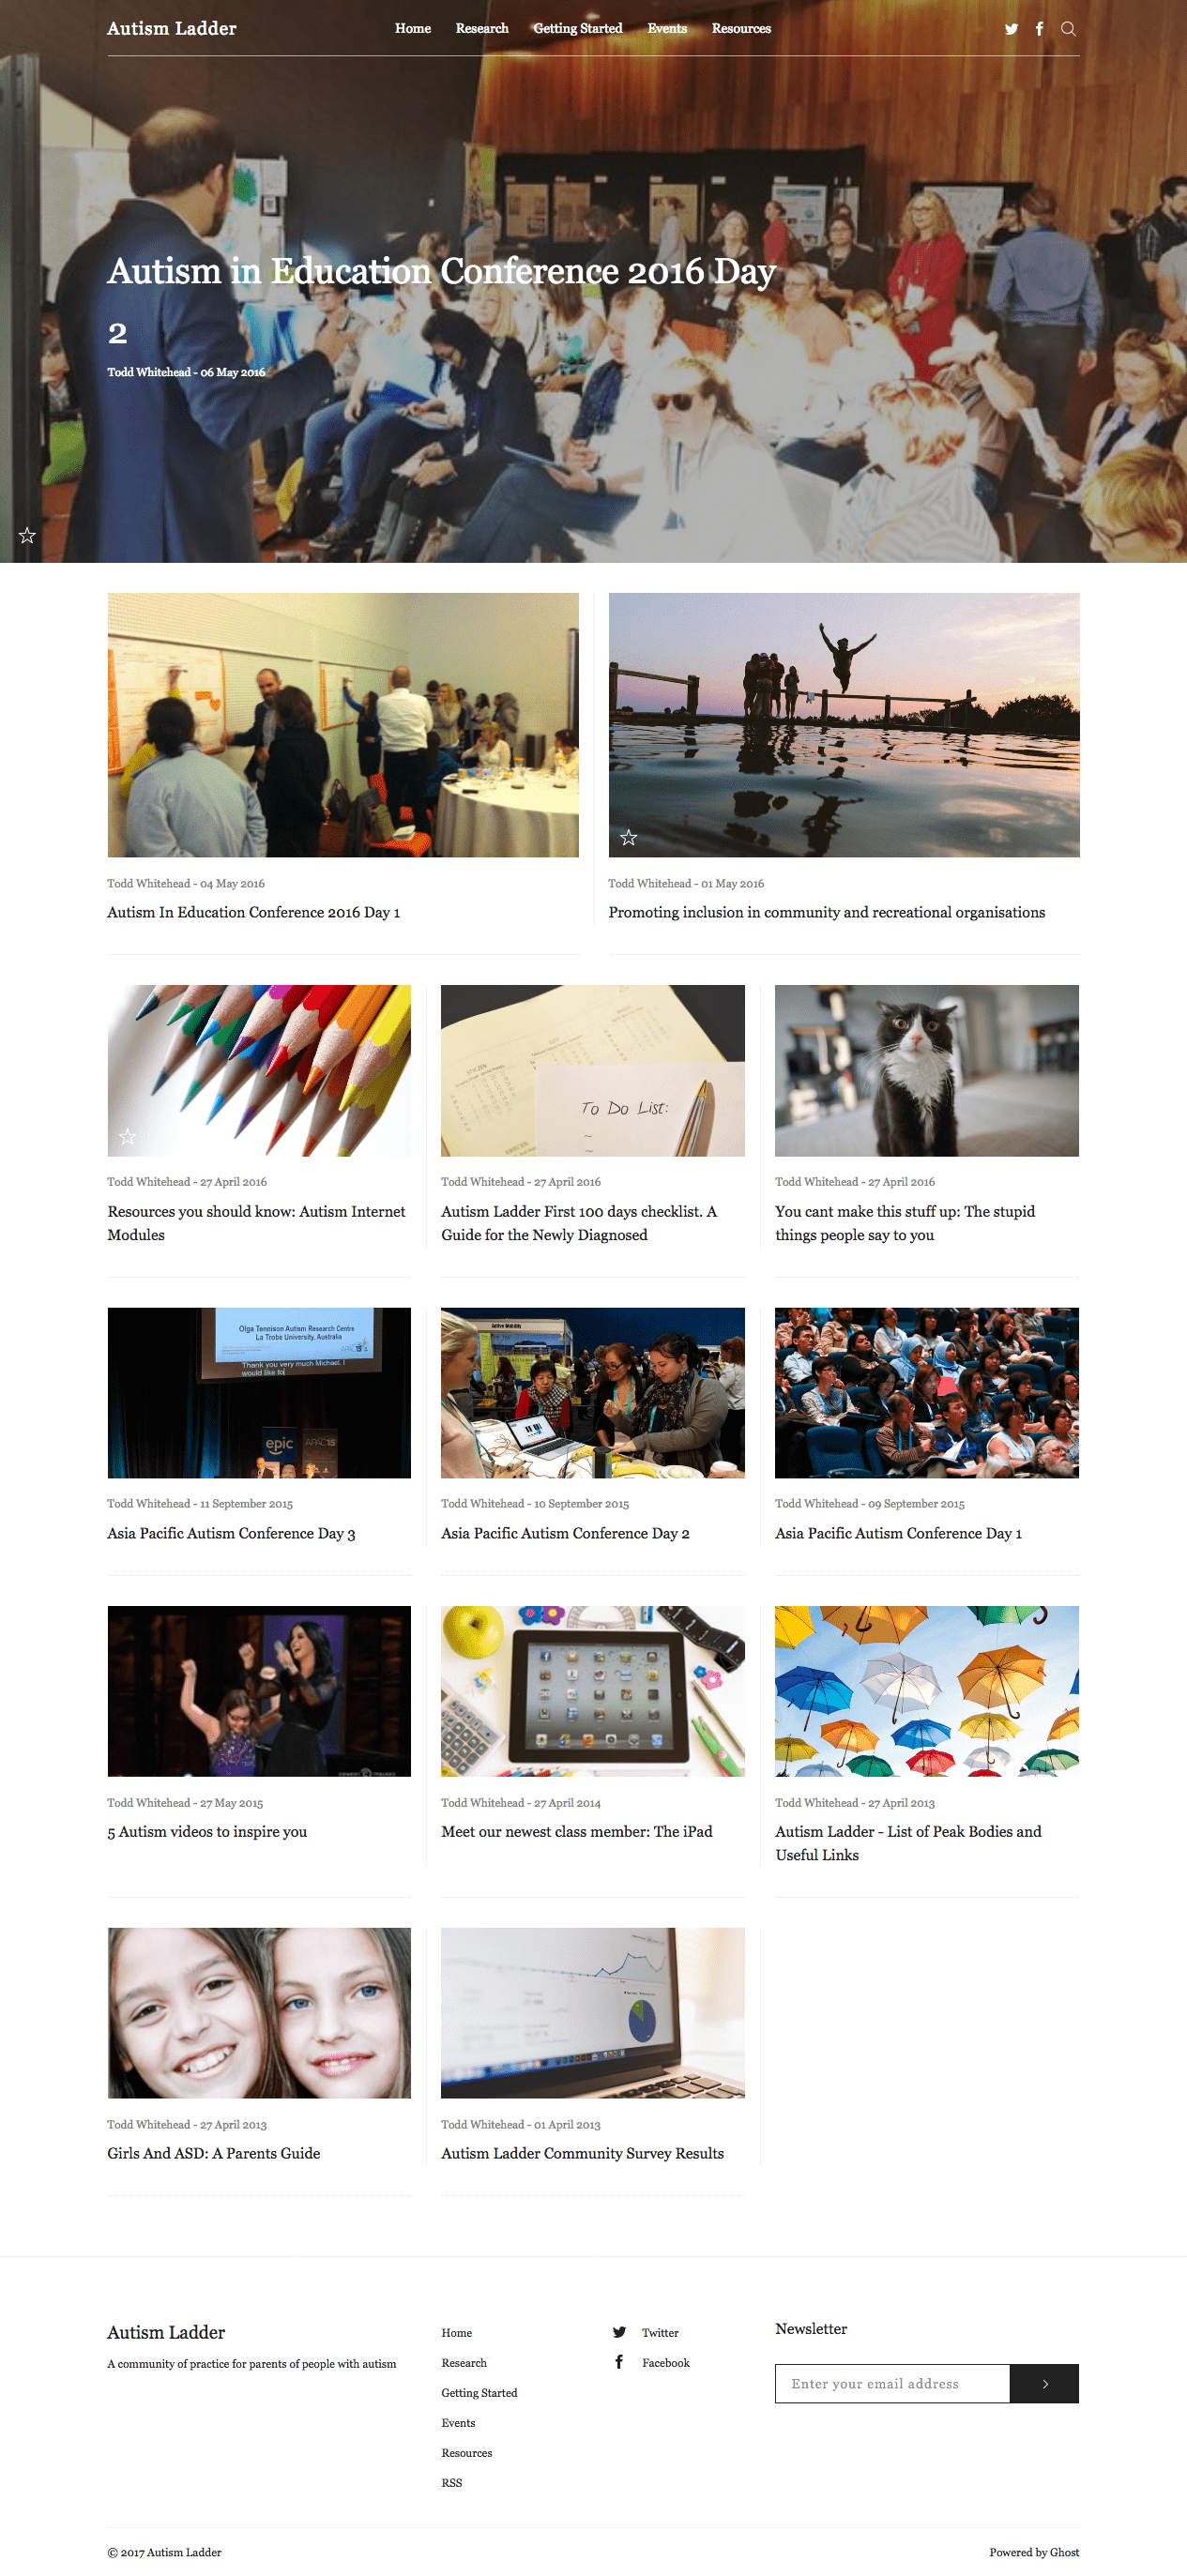 Autism Ladder
Home Research Getting Started Events Resources
Autism in Education Conference 2016 Day
2
Todd Whitehead - 06 May 2016
Todd Whitehead - 04 May 2016
Autism In Education Conference 2016 Day 1
Todd Whitehead - 01 May 2016
Promoting inclusion in community and recreational organisations
To Do List:
Todd Whitehead - 27 April 2016
Resources you should know: Autism Internet
Modules
Todd Whitehead - 27 April 2016
Autism Ladder First 100 days checklist. A
Guide for the Newly Diagnosed
Todd Whitehead - 27 April 2016
You cant make this stuff up: The stupid
things people say to you
Olga Tennison Autism Research Centre
La Trobe University, Australia
Thank you very much Michael. I
would like to
epic
APAC15
Todd Whitehead - 11 September 2015
Asia Pacific Autism Conference Day 3
Todd Whitehead - 10 September 2015
Asia Pacific Autism Conference Day 2
Todd Whitehead - 09 September 2015
Asia Pacific Autism Conference Day 1
Todd Whitehead - 27 May 2015
5 Autism videos to inspire you
Todd Whitehead - 27 April 2014
Meet our newest class member: The iPad
Todd Whitehead - 27 April 2013
Autism Ladder - List of Peak Bodies and
Useful Links
Todd Whitehead - 27 April 2013
Girls And ASD: A Parents Guide
Todd Whitehead - 01 April 2013
Autism Ladder Community Survey Results
Autism Ladder
A community of practice for parents of people with autism
Home
Research
Getting Started
Events
Resources
RSS
Twitter
Facebook
Newsletter
Enter your email address
© 2017 Autism Ladder
Powered by Ghost